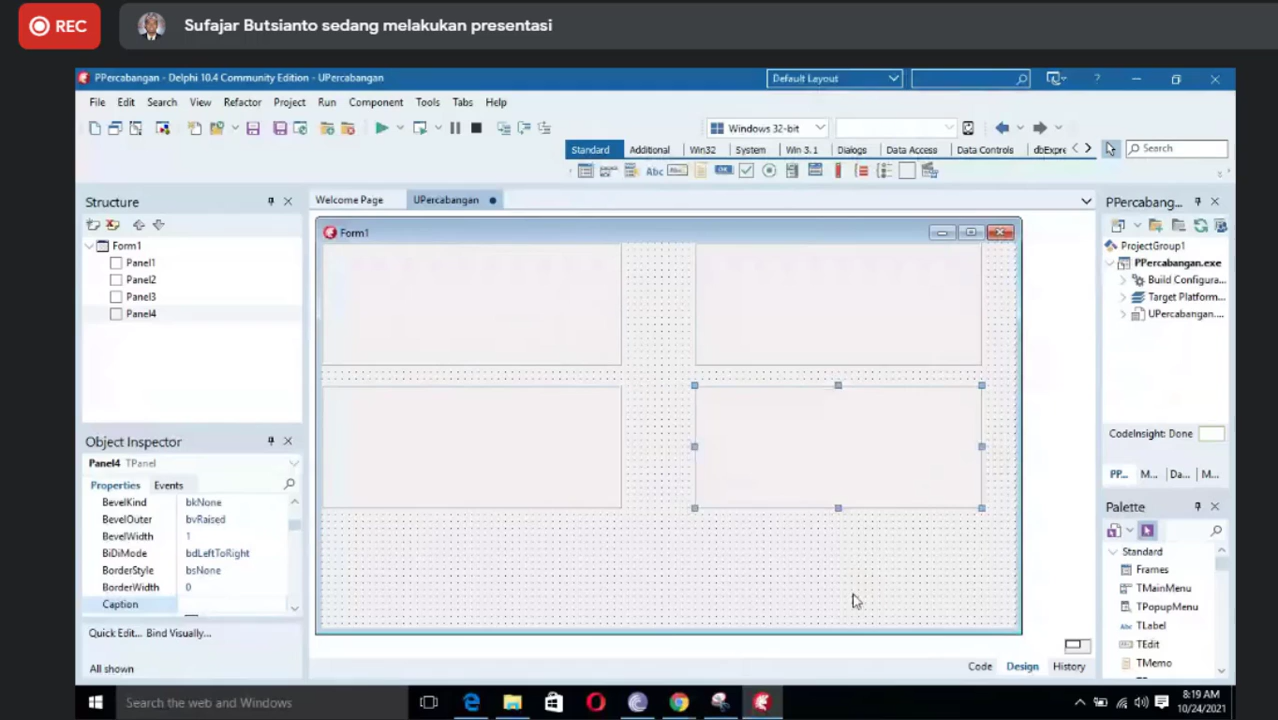 REC
Sufajar Butsianto sedang melakukan presentasi
PPercabangan - Delphi 10.4 Community Edition - UPercabangan
Default Layout
File Edit Search View Refactor Project Run Component Tools Tabs Help
Windows 32-bit
Standard Additional Win32 System Win 3.1 Dialogs Data Access Data Controls dbExpre
Search
Abc
Structure
Welcome Page
UPercabangan
PPercabang...
Form1
Form1
Panel1
Panel2
Panel3
Panel4
ProjectGroup1
PPercabangan.exe
Build Configura...
Target Platform...
UPercabangan....
CodeInsight: Done
PP... M... Da... M...
Object Inspector
Panel4 TPanel
Properties Events
BevelKind bkNone
BevelOuter bvRaised
BevelWidth 1
BiDiMode bdLeftToRight
BorderStyle bsNone
BorderWidth 0
Caption
Quick Edit... Bind Visually...
All shown
Palette
Standard
Frames
TMainMenu
TPopupMenu
Abc TLabel
TEdit
TMemo
Code Design History
Search the web and Windows
8:19 AM
10/24/2021